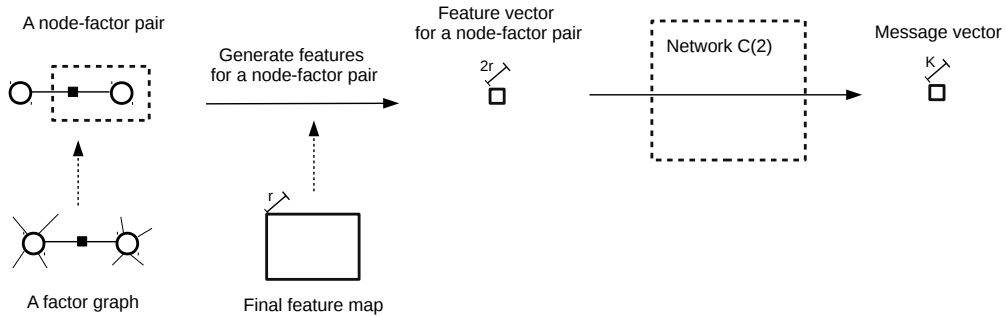 A node-factor pair
Generate features
for a node-factor pair
Feature vector
for a node-factor pair
2r
Network C(2)
Message vector
K
r
A factor graph
Final feature map